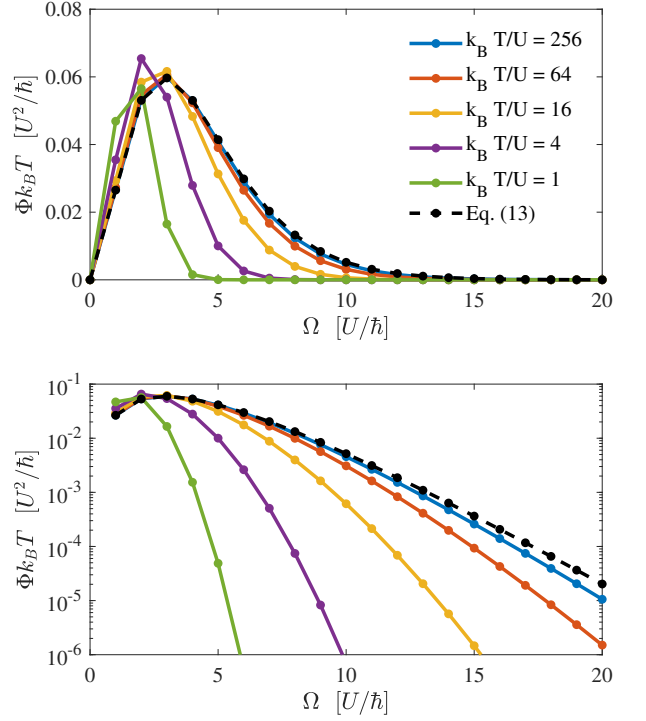 0.08
0.06
0.04
0.02
0
Φk_BT [U²/ħ]
k_B T/U = 256
k_B T/U = 64
k_B T/U = 16
k_B T/U = 4
k_B T/U = 1
Eq. (13)
0 5 10 15 20
Ω [U/ħ]
10⁻¹
10⁻²
10⁻³
10⁻⁴
10⁻⁵
10⁻⁶
Φk_BT [U²/ħ]
0 5 10 15 20
Ω [U/ħ]